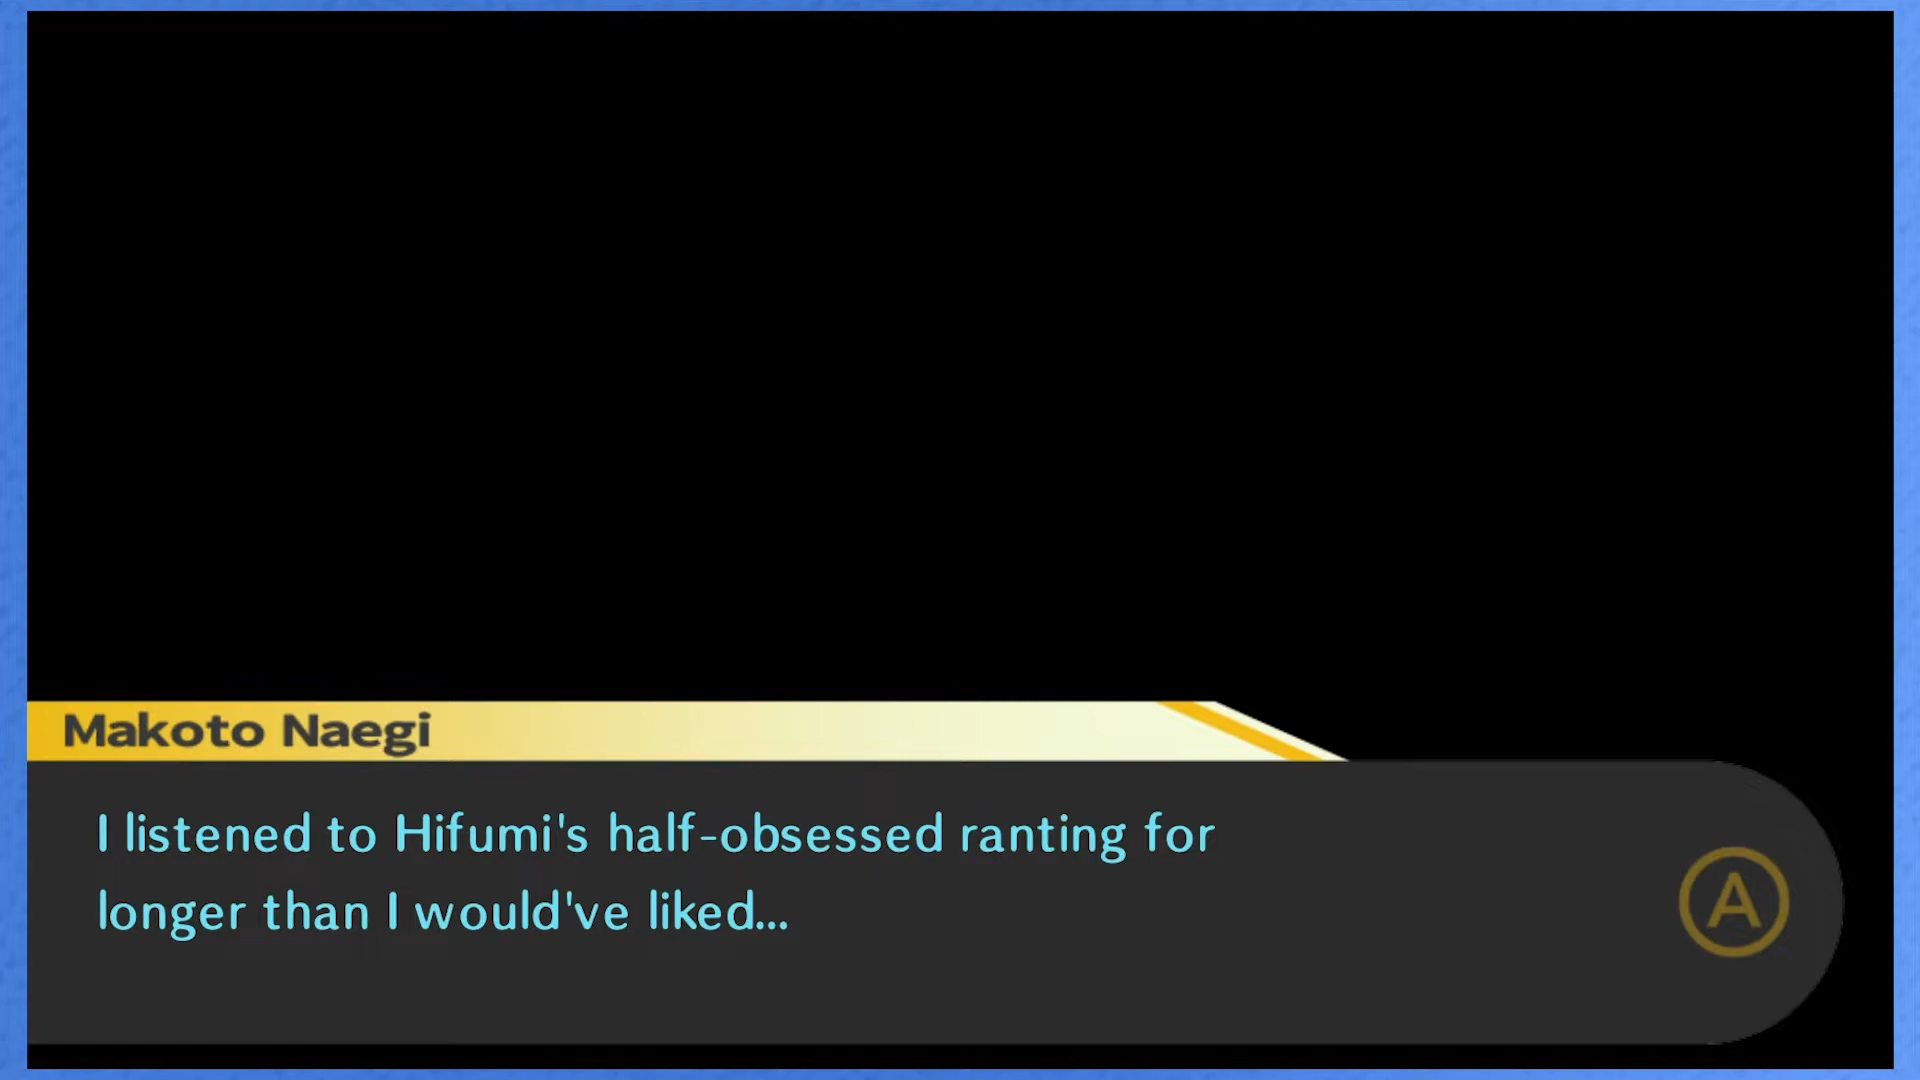 Makoto Naegi
I listened to Hifumi's half-obsessed ranting for
longer than I would've liked...
A